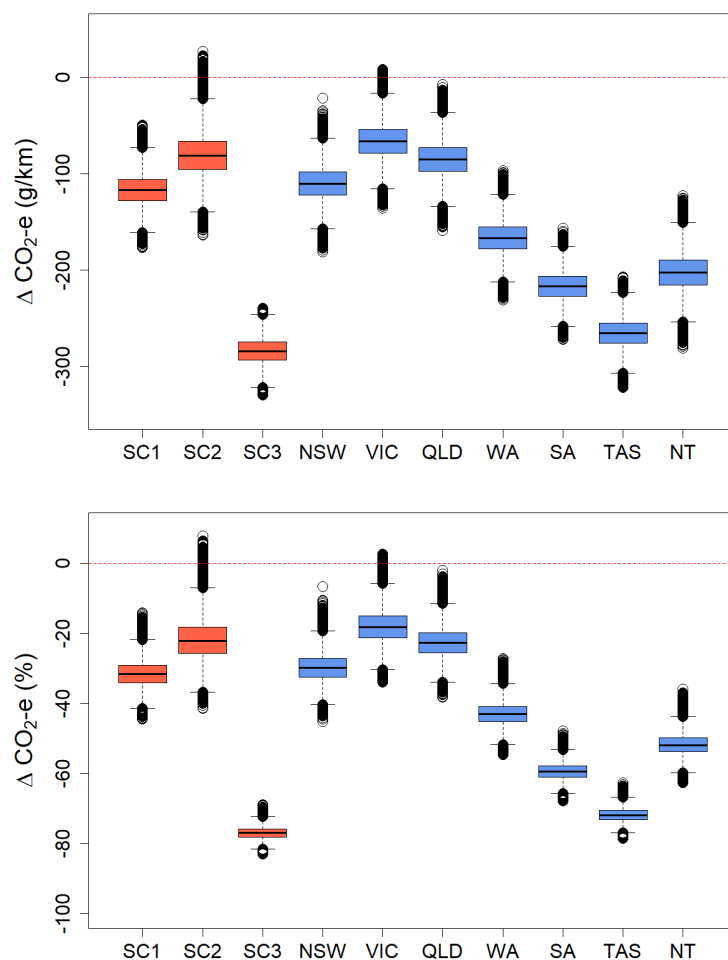 Δ CO₂-e (g/km)
0
-100
-200
-300
SC1 SC2 SC3 NSW VIC QLD WA SA TAS NT
Δ CO₂-e (%)
0
-20
-40
-60
-80
-100
SC1 SC2 SC3 NSW VIC QLD WA SA TAS NT